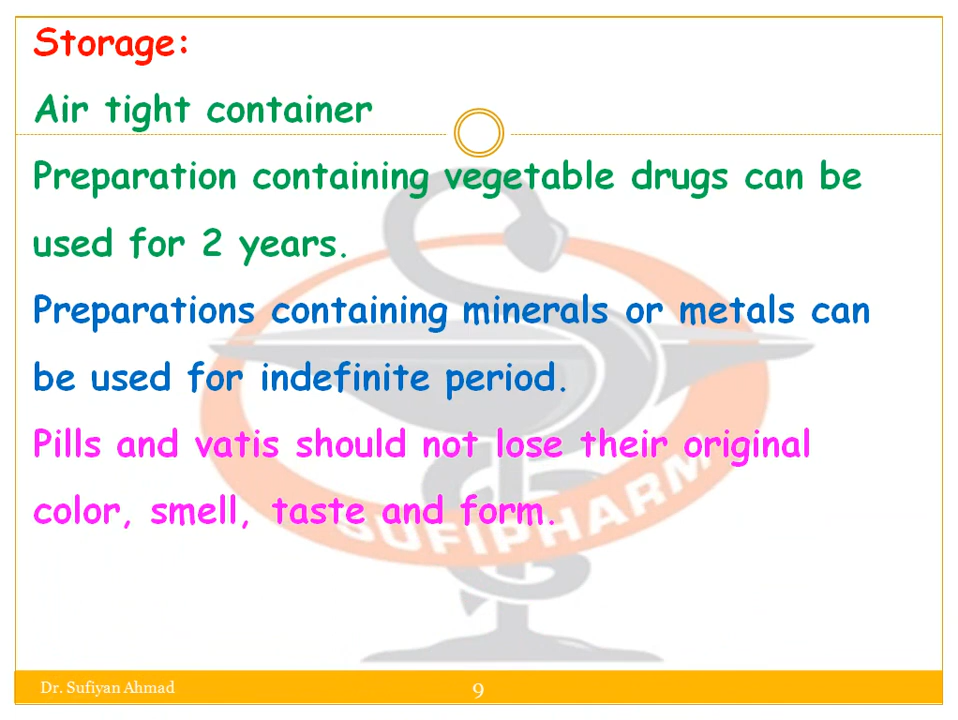 Storage:
Air tight container
Preparation containing vegetable drugs can be
used for 2 years.
Preparations containing minerals or metals can
be used for indefinite period.
Pills and vatis should not lose their original
color, smell, taste and form.
SUFIPHARM
Dr. Sufiyan Ahmad
9